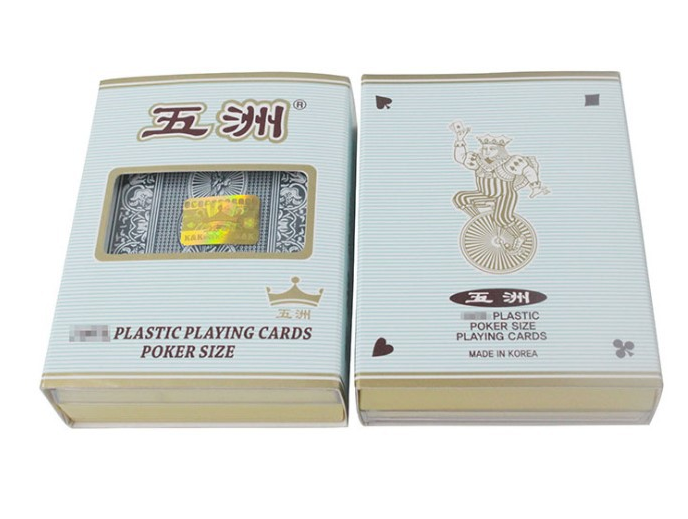 五洲®
五洲
PLASTIC PLAYING CARDS
POKER SIZE
五洲
PLASTIC
POKER SIZE
PLAYING CARDS
MADE IN KOREA